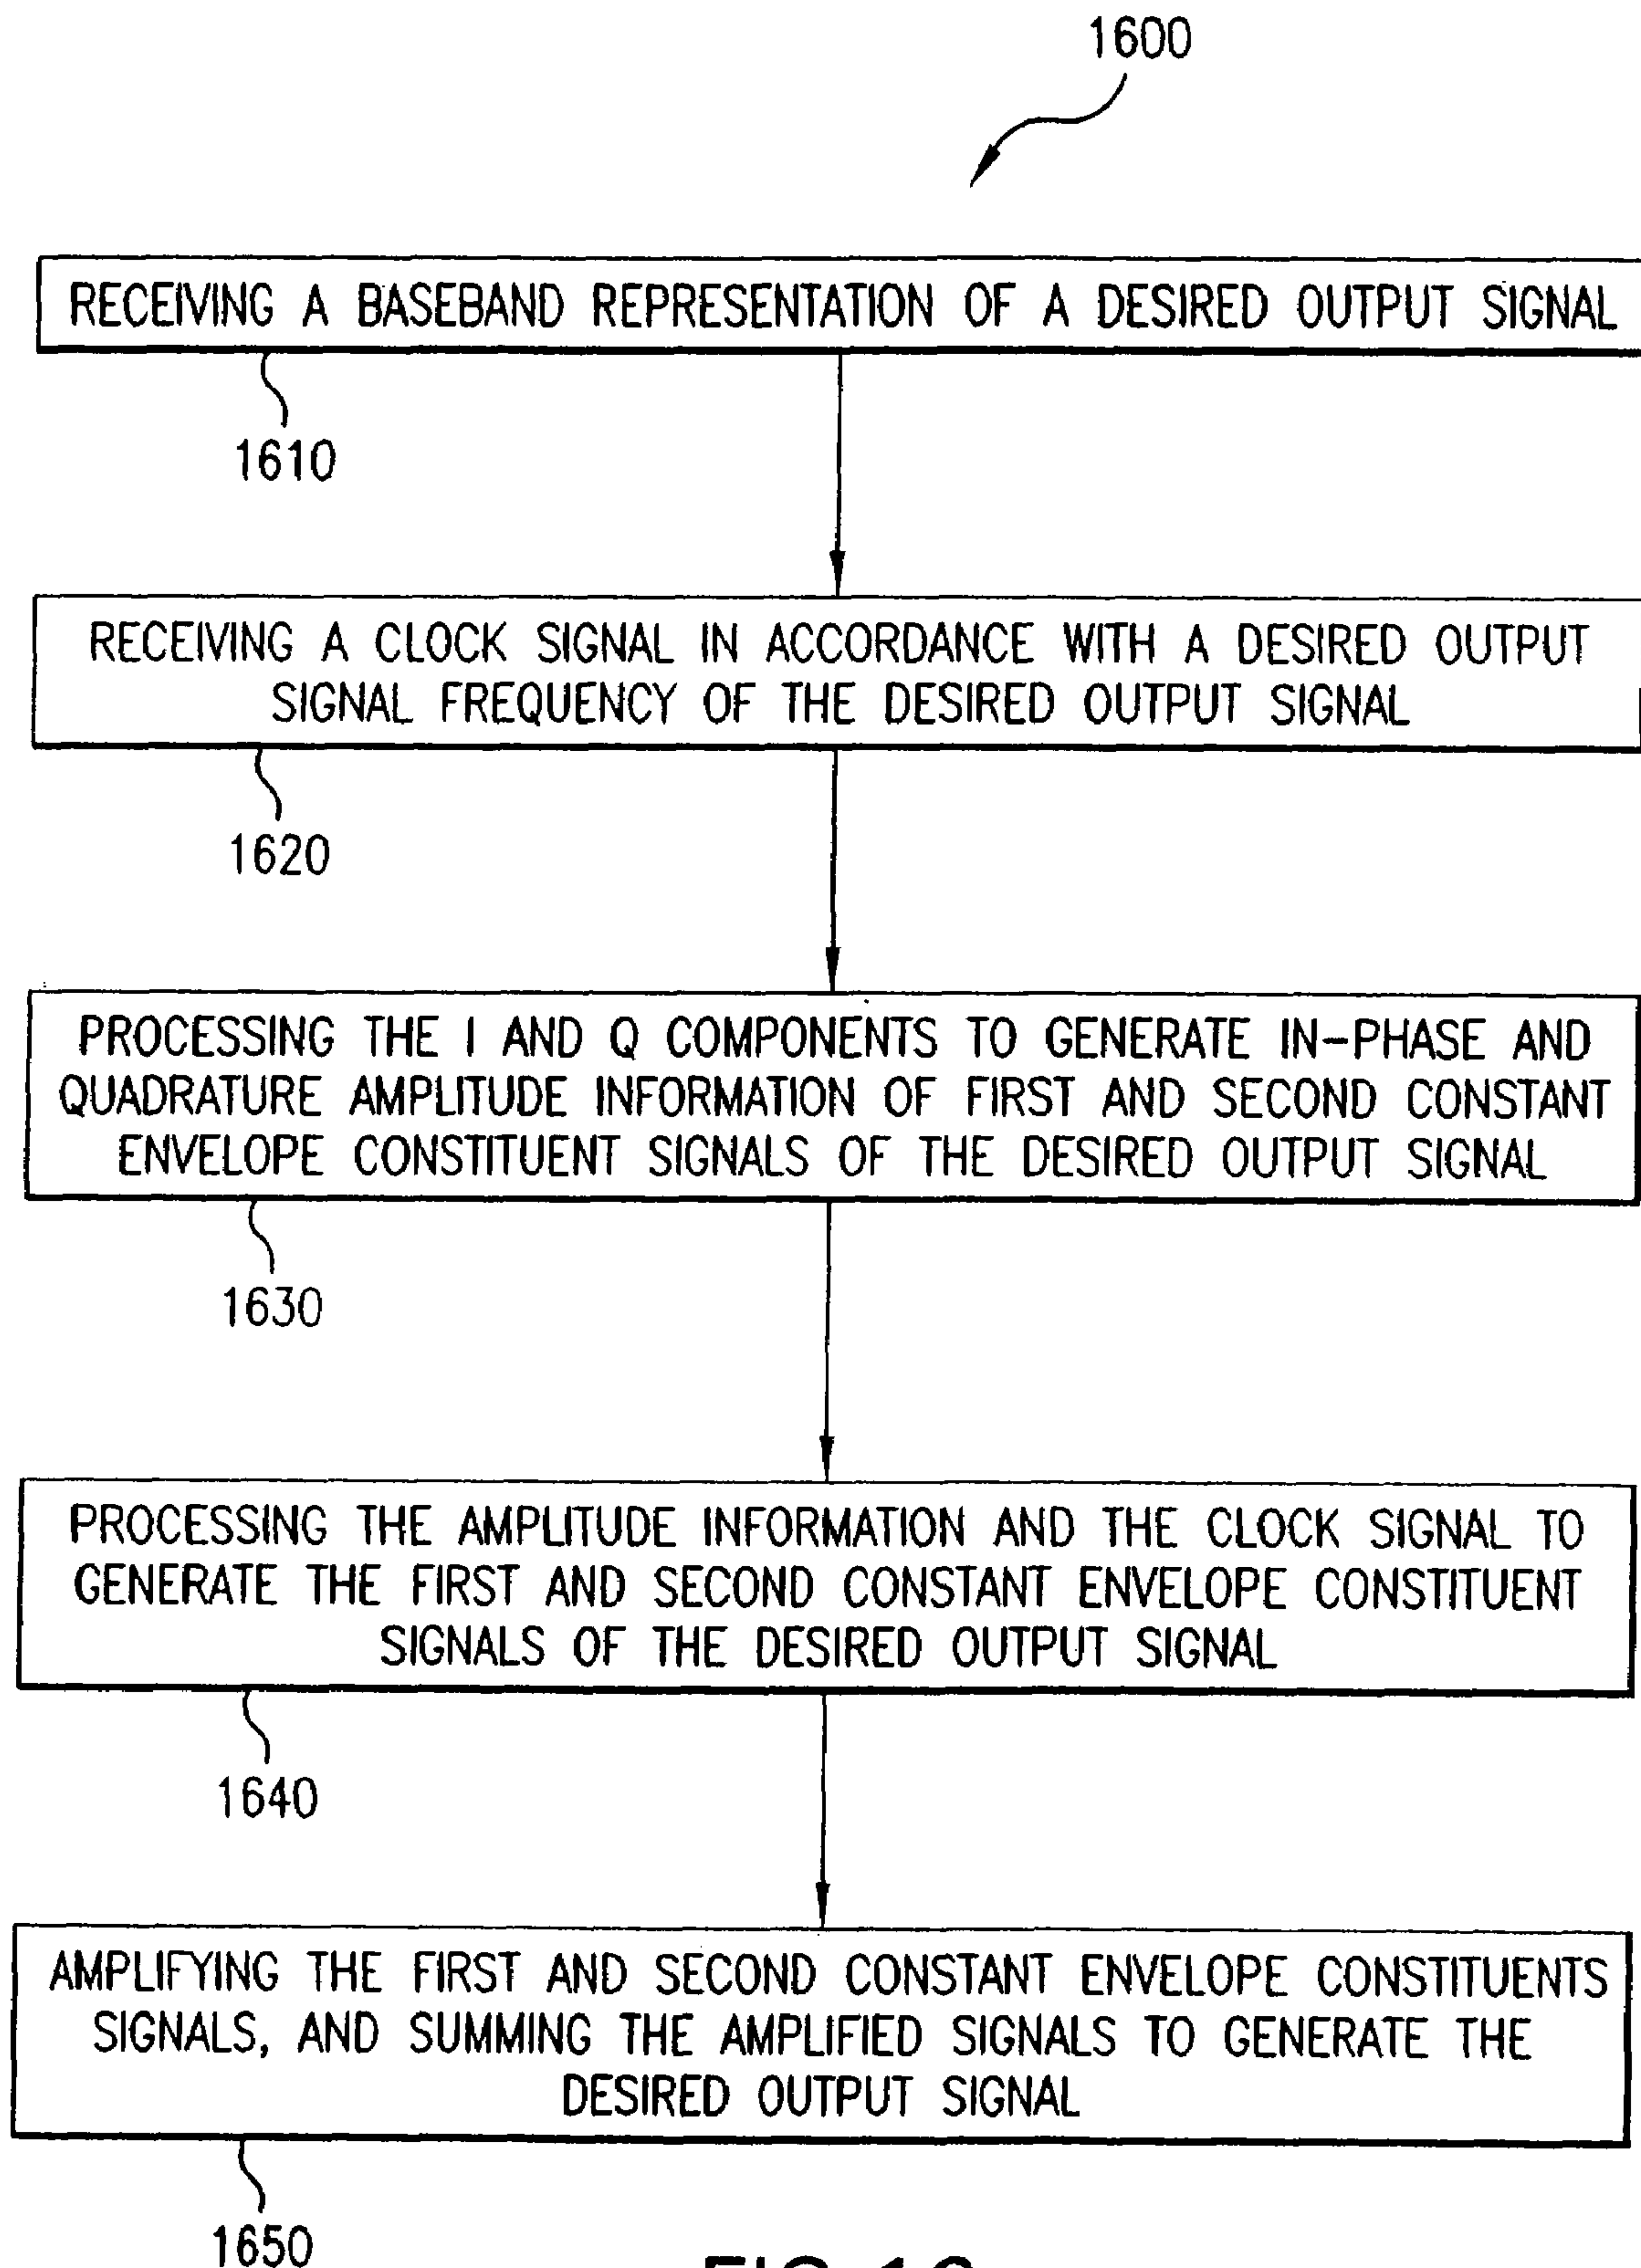 1600
RECEIVING A BASEBAND REPRESENTATION OF A DESIRED OUTPUT SIGNAL
1610
RECEIVING A CLOCK SIGNAL IN ACCORDANCE WITH A DESIRED OUTPUT
SIGNAL FREQUENCY OF THE DESIRED OUTPUT SIGNAL
1620
PROCESSING THE I AND Q COMPONENTS TO GENERATE IN-PHASE AND
QUADRATURE AMPLITUDE INFORMATION OF FIRST AND SECOND CONSTANT
ENVELOPE CONSTITUENT SIGNALS OF THE DESIRED OUTPUT SIGNAL
1630
PROCESSING THE AMPLITUDE INFORMATION AND THE CLOCK SIGNAL TO
GENERATE THE FIRST AND SECOND CONSTANT ENVELOPE CONSTITUENT
SIGNALS OF THE DESIRED OUTPUT SIGNAL
1640
AMPLIFYING THE FIRST AND SECOND CONSTANT ENVELOPE CONSTITUENTS
SIGNALS, AND SUMMING THE AMPLIFIED SIGNALS TO GENERATE THE
DESIRED OUTPUT SIGNAL
1650